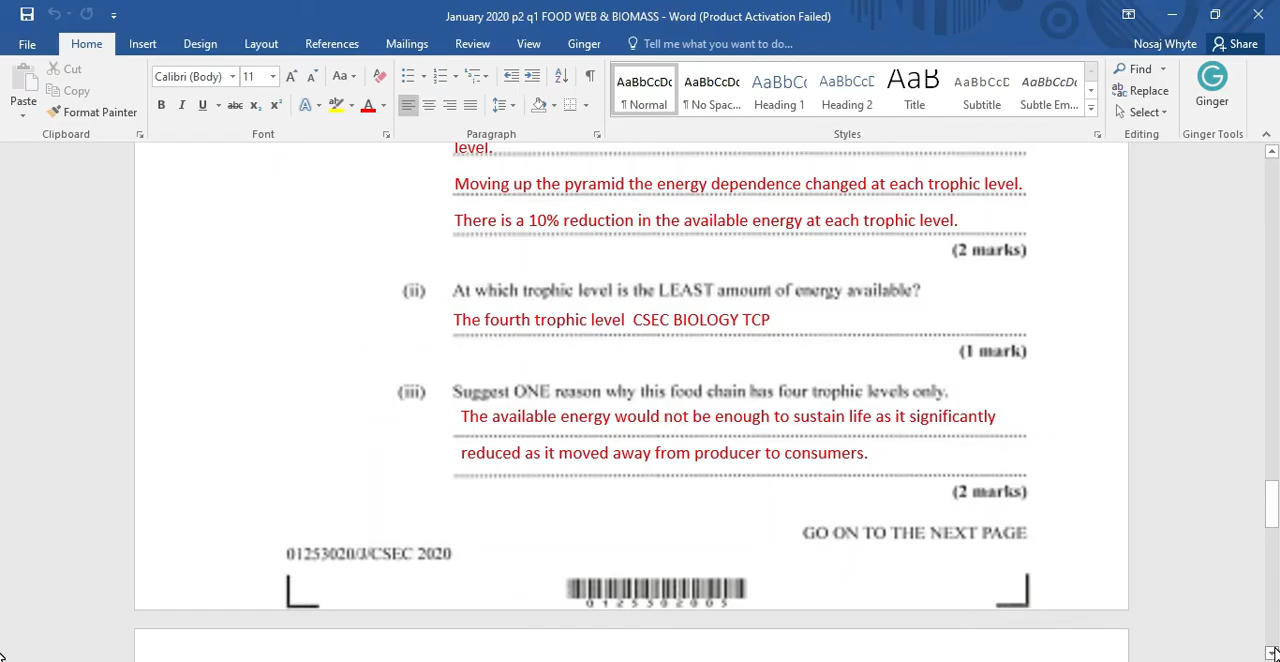 January 2020 p2 q1 FOOD WEB & BIOMASS - Word (Product Activation Failed)
File Home Insert Design Layout References Mailings Review View Ginger Tell me what you want to do... Nosaj Whyte Share
Paste Cut Copy Format Painter
Calibri (Body) 11 Aa
B I U abc X₂ X² A A
AaBbCcDc AaBbCcDc AaBbCc AaBbCcD AaB AaBbCcD AaBbCcDc
¶ Normal ¶ No Spac... Heading 1 Heading 2 Title Subtitle Subtle Em...
Find Replace Select
Ginger
Clipboard Font Paragraph Styles Editing Ginger Tools
level.
Moving up the pyramid the energy dependence changed at each trophic level.
There is a 10% reduction in the available energy at each trophic level.
(2 marks)
(ii) At which trophic level is the LEAST amount of energy available?
The fourth trophic level CSEC BIOLOGY TCP
(1 mark)
(iii) Suggest ONE reason why this food chain has four trophic levels only.
The available energy would not be enough to sustain life as it significantly
reduced as it moved away from producer to consumers.
(2 marks)
GO ON TO THE NEXT PAGE
01253020/J/CSEC 2020
0125302005